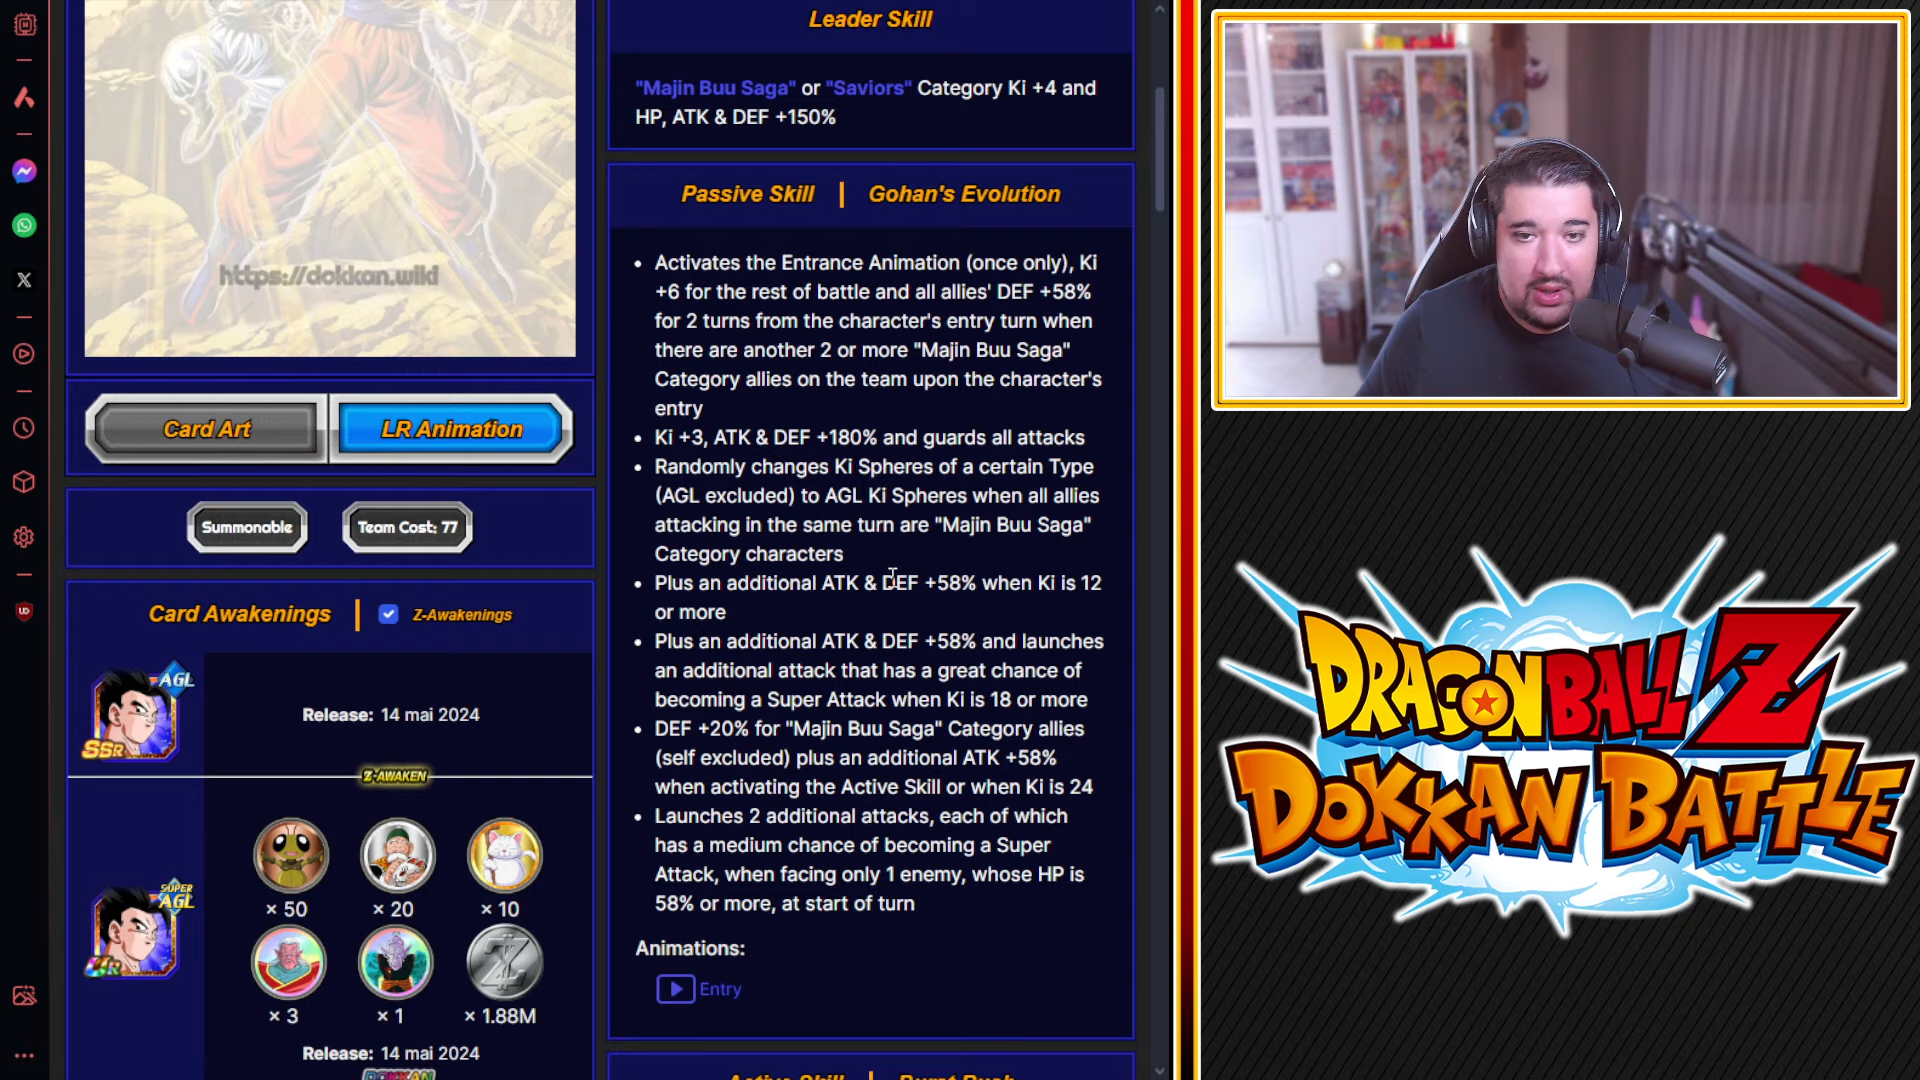 https://dokkan.wiki
Card Art
LR Animation
Summonable
Team Cost: 77
Card Awakenings
Z-Awakenings
AGL
SSR
Release: 14 mai 2024
Z-AWAKEN
SUPER
AGL
UR
× 50
× 20
× 10
× 3
× 1
× 1.88M
Release: 14 mai 2024
DOKKAN
Leader Skill
"Majin Buu Saga" or "Saviors" Category Ki +4 and
HP, ATK & DEF +150%
Passive Skill | Gohan's Evolution
Activates the Entrance Animation (once only), Ki
+6 for the rest of battle and all allies' DEF +58%
for 2 turns from the character's entry turn when
there are another 2 or more "Majin Buu Saga"
Category allies on the team upon the character's
entry
Ki +3, ATK & DEF +180% and guards all attacks
Randomly changes Ki Spheres of a certain Type
(AGL excluded) to AGL Ki Spheres when all allies
attacking in the same turn are "Majin Buu Saga"
Category characters
Plus an additional ATK & DEF +58% when Ki is 12
or more
Plus an additional ATK & DEF +58% and launches
an additional attack that has a great chance of
becoming a Super Attack when Ki is 18 or more
DEF +20% for "Majin Buu Saga" Category allies
(self excluded) plus an additional ATK +58%
when activating the Active Skill or when Ki is 24
Launches 2 additional attacks, each of which
has a medium chance of becoming a Super
Attack, when facing only 1 enemy, whose HP is
58% or more, at start of turn
Animations:
Entry
Active Skill | Burst Rush
DRAGON BALL Z
DOKKAN BATTLE